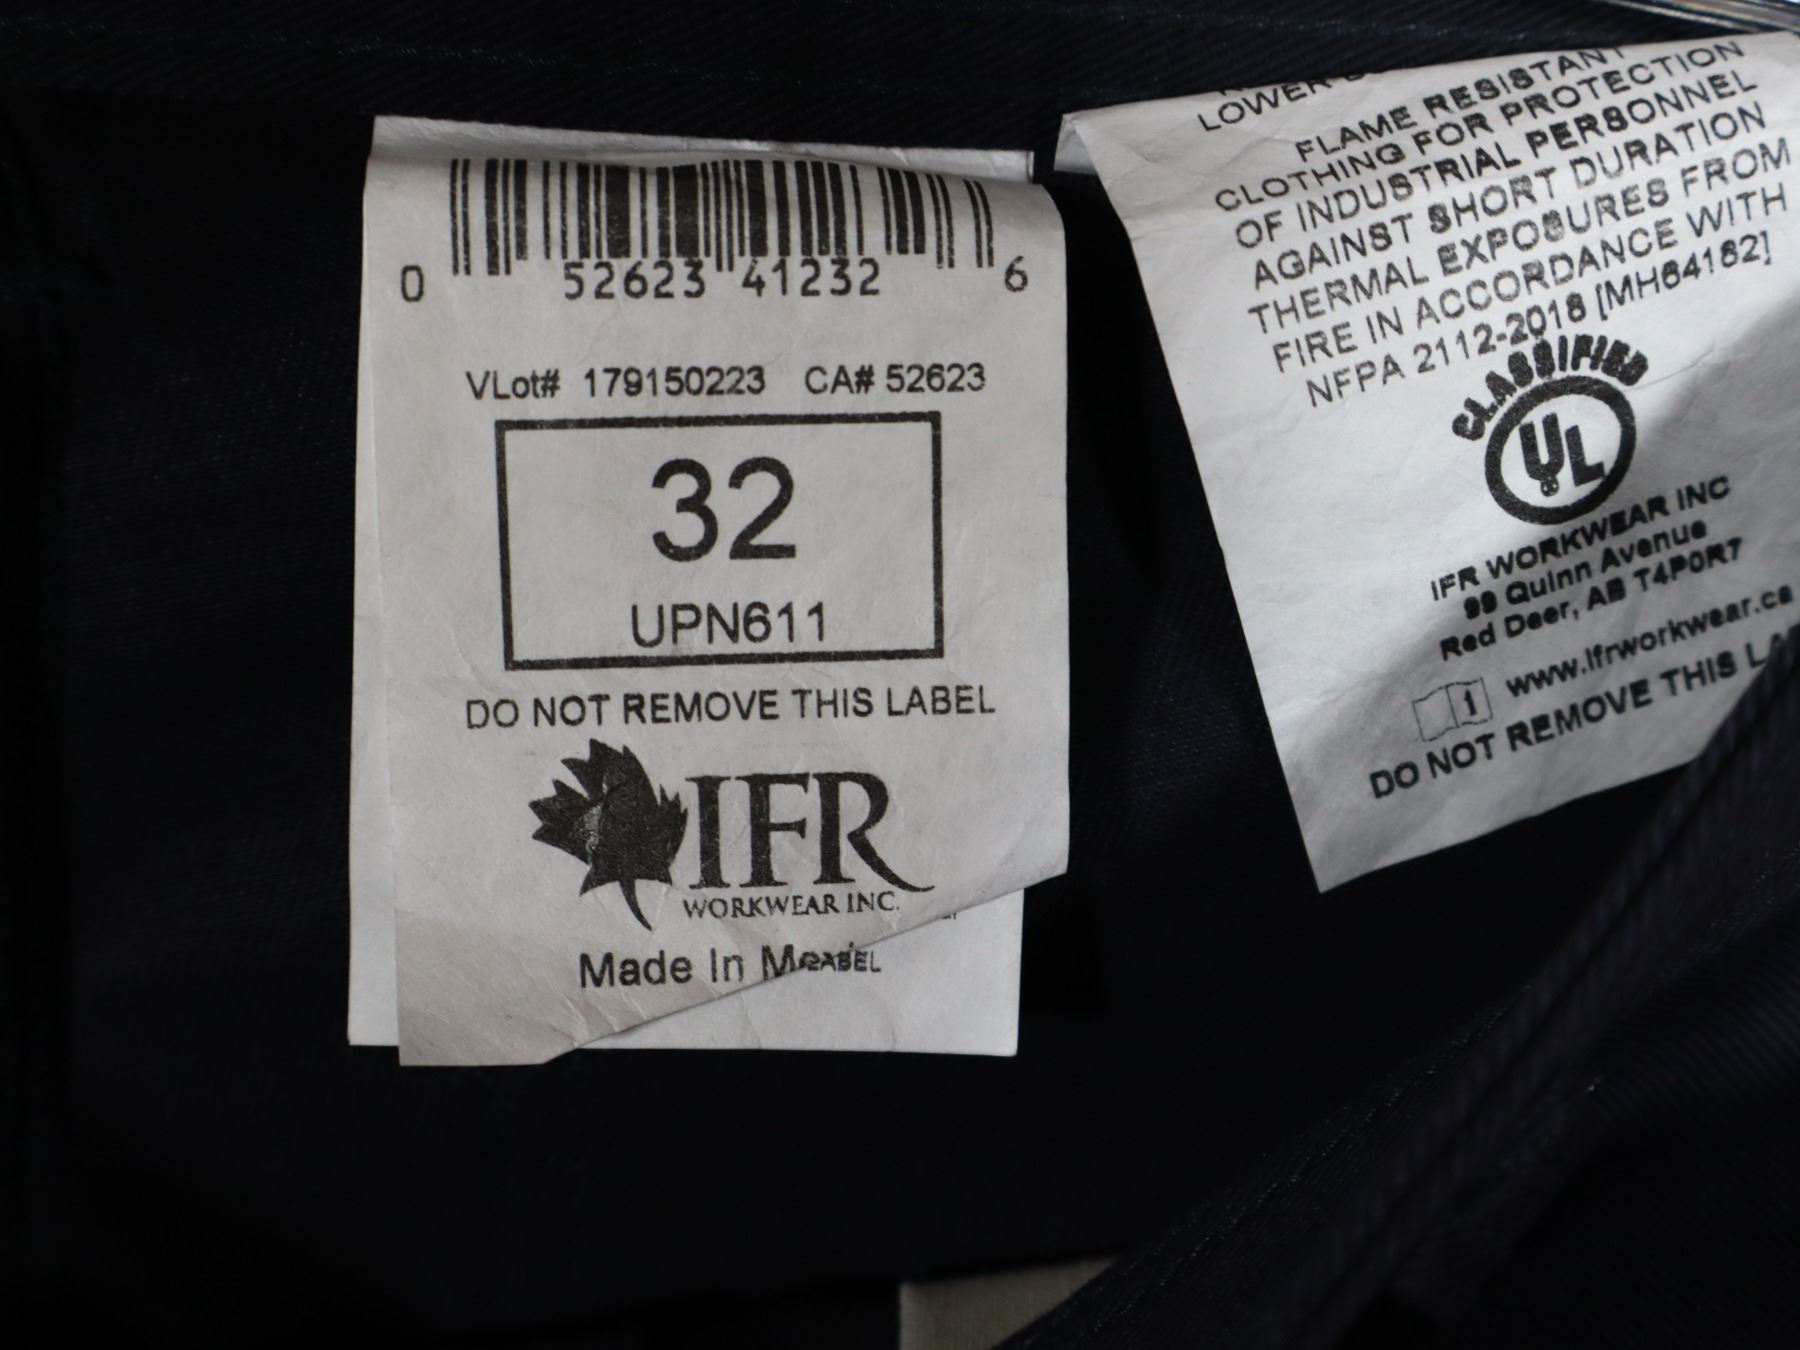 0 52623 41232 6
VLot# 179150223 CA# 52623
32
UPN611
DO NOT REMOVE THIS LABEL
IFR
WORKWEAR INC.
Made In
LOWER
FLAME RESISTANT
CLOTHING FOR PROTECTION
OF INDUSTRIAL PERSONNEL
AGAINST SHORT DURATION
THERMAL EXPOSURES FROM
FIRE IN ACCORDANCE WITH
NFPA 2112-2018 [MH64162]
CLASSIFIED
UL
IFR WORKWEAR INC
99 Quinn Avenue
Red Deer, AB T4P0R7
i www.ifrworkwear.ca
DO NOT REMOVE THIS LA